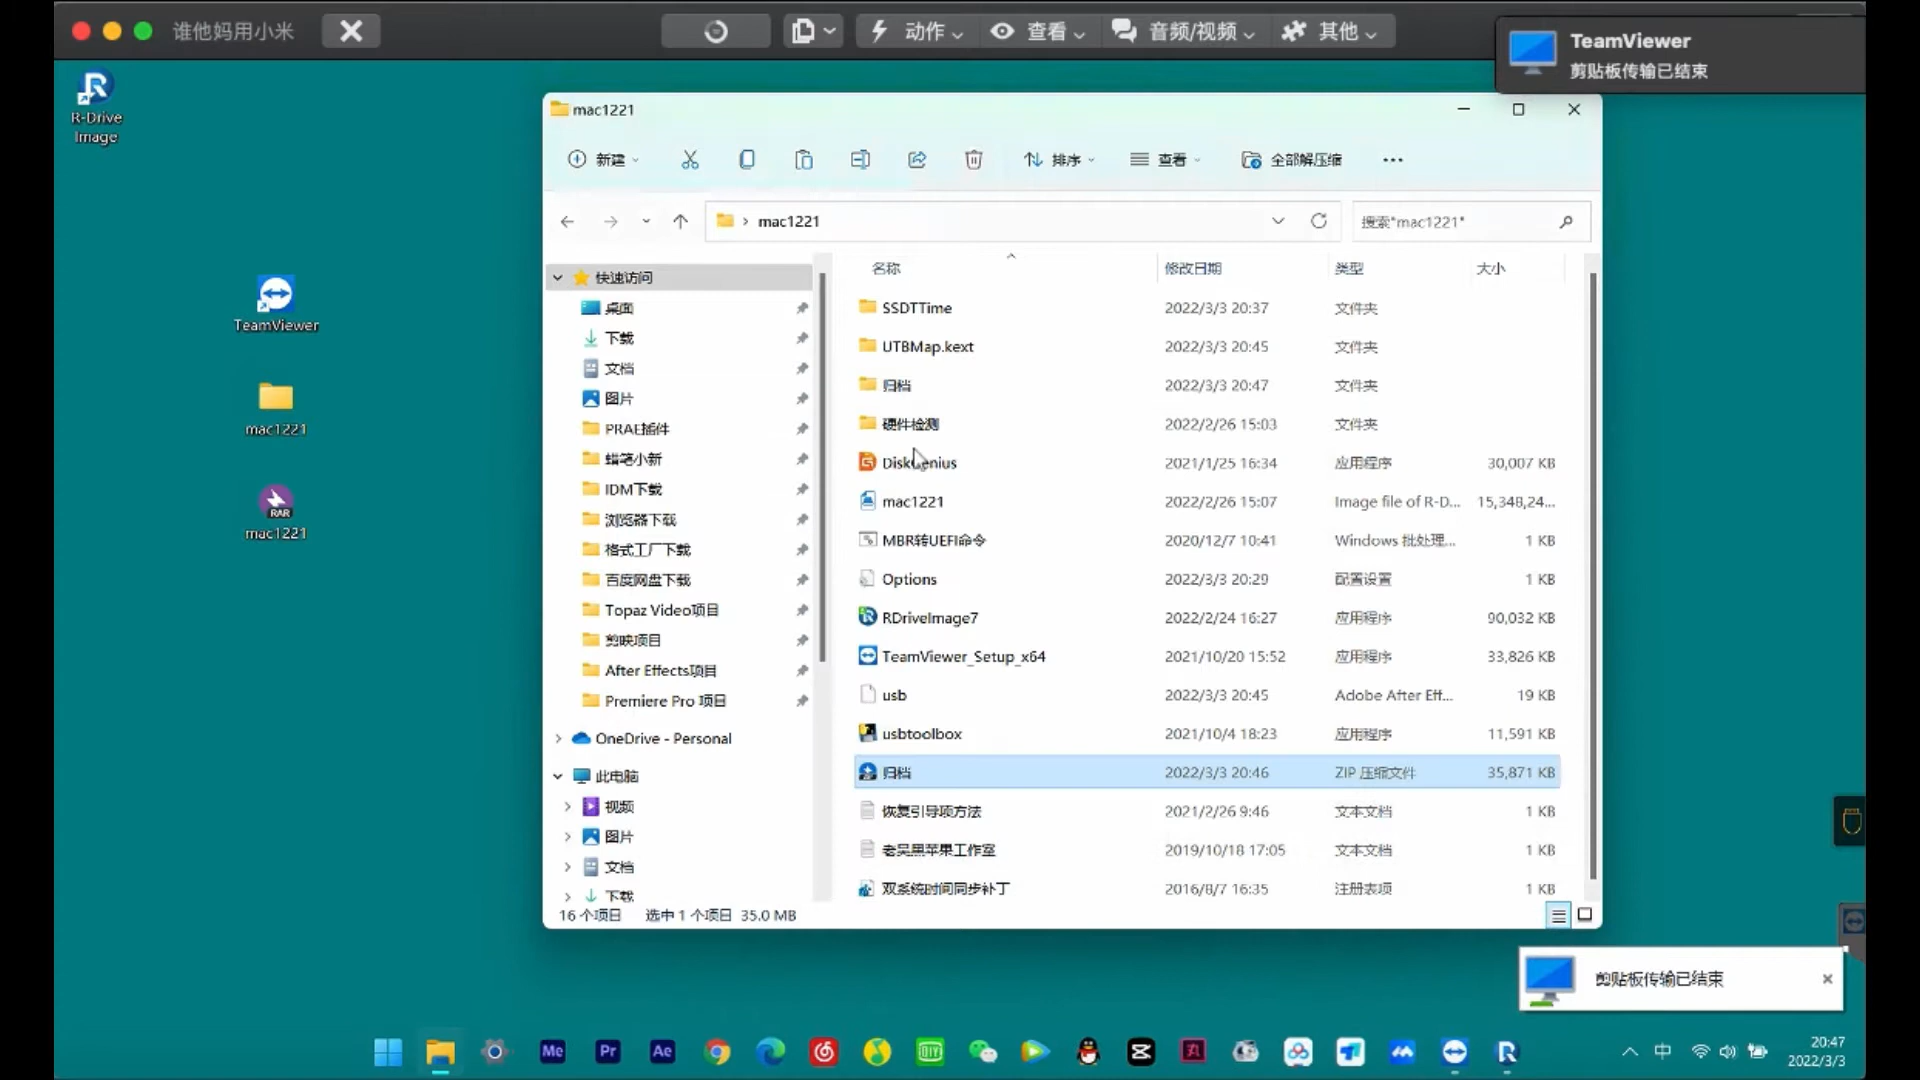 谁他妈用小米
动作
查看
音频/视频
其他
TeamViewer
剪贴板传输已结束
R-Drive
Image
TeamViewer
mac1221
RAR
mac1221
mac1221
新建
排序
查看
全部解压缩
mac1221
搜索"mac1221"
快速访问
桌面
下载
文档
图片
PRAE插件
蜡笔小新
IDM下载
浏览器下载
格式工厂下载
百度网盘下载
Topaz Video项目
剪映项目
After Effects项目
Premiere Pro 项目
OneDrive - Personal
此电脑
视频
图片
文档
下载
名称 修改日期 类型 大小
SSDTTime 2022/3/3 20:37 文件夹
UTBMap.kext 2022/3/3 20:45 文件夹
归档 2022/3/3 20:47 文件夹
硬件检测 2022/2/26 15:03 文件夹
DiskGenius 2021/1/25 16:34 应用程序 30,007 KB
mac1221 2022/2/26 15:07 Image file of R-D... 15,348,24...
MBR转UEFI命令 2020/12/7 10:41 Windows 批处理... 1 KB
Options 2022/3/3 20:29 配置设置 1 KB
RDriveImage7 2022/2/24 16:27 应用程序 90,032 KB
TeamViewer_Setup_x64 2021/10/20 15:52 应用程序 33,826 KB
usb 2022/3/3 20:45 Adobe After Eff... 19 KB
usbtoolbox 2021/10/4 18:23 应用程序 11,591 KB
归档 2022/3/3 20:46 ZIP 压缩文件 35,871 KB
恢复引导项方法 2021/2/26 9:46 文本文档 1 KB
老吴黑苹果工作室 2019/10/18 17:05 文本文档 1 KB
双系统时间同步补丁 2016/8/7 16:35 注册表项 1 KB
16 个项目 选中 1 个项目 35.0 MB
剪贴板传输已结束
Me
Pr
Ae
DIY
中
20:47
2022/3/3